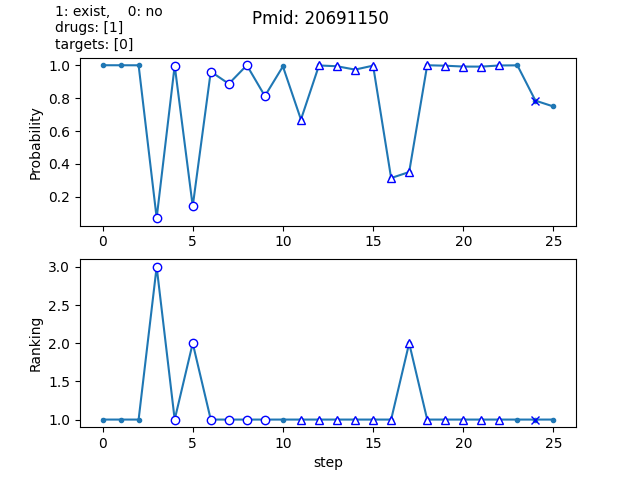 1: exist,    0: no
drugs: [1]
targets: [0]
Pmid: 20691150
Probability
1.0
0.8
0.6
0.4
0.2
0 5 10 15 20 25
Ranking
3.0
2.5
2.0
1.5
1.0
0 5 10 15 20 25
step